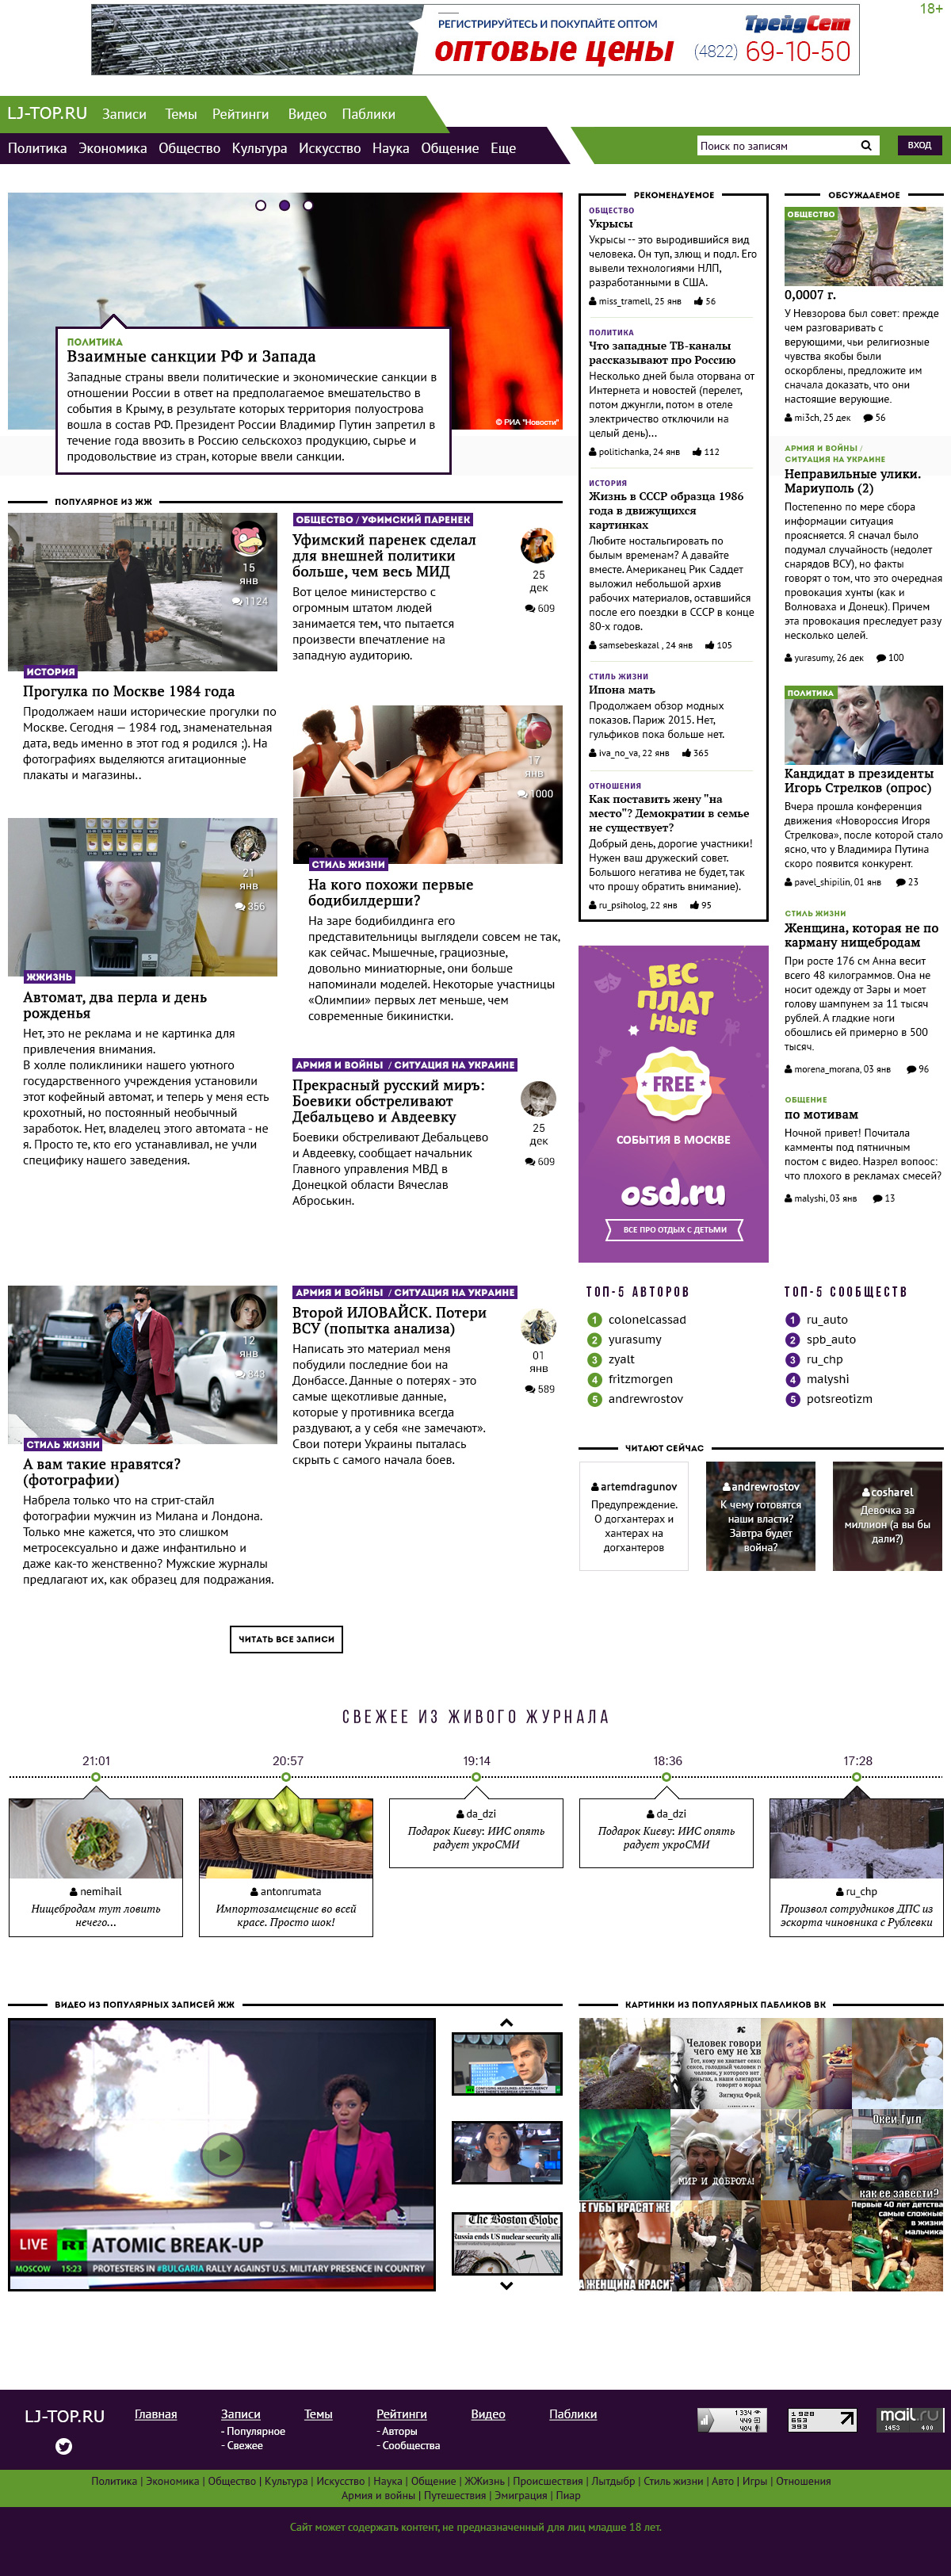 18+
РЕГИСТРИРУЙТЕСЬ И ПОКУПАЙТЕ ОПТОМ
оптовые цены
ТрейдСет
(4822) 69-10-50
LJ-TOP.RU Записи Темы Рейтинги Видео Паблики
Политика Экономика Общество Культура Искусство Наука Общение Еще
Поиск по записям
ВХОД
© РИА "Новости"
ПОЛИТИКА
Взаимные санкции РФ и Запада
Западные страны ввели политические и экономические санкции в
отношении России в ответ на предполагаемое вмешательство в
события в Крыму, в результате которых территория полуострова
вошла в состав РФ. Президент России Владимир Путин запретил в
течение года ввозить в Россию сельскохоз продукцию, сырье и
продовольствие из стран, которые ввели санкции.
ПОПУЛЯРНОЕ ИЗ ЖЖ
15
янв
1124
ИСТОРИЯ
Прогулка по Москве 1984 года
Продолжаем наши исторические прогулки по
Москве. Сегодня — 1984 год, знаменательная
дата, ведь именно в этот год я родился ;). На
фотографиях выделяются агитационные
плакаты и магазины..
21
янв
356
ЖЖИЗНЬ
Автомат, два перла и день
рожденья
Нет, это не реклама и не картинка для
привлечения внимания.
В холле поликлиники нашего уютного
государственного учреждения установили
этот кофейный автомат, и теперь у меня есть
крохотный, но постоянный необычный
заработок. Нет, владелец этого автомата - не
я. Просто те, кто его устанавливал, не учли
специфику нашего заведения.
ОБЩЕСТВО / УФИМСКИЙ ПАРЕНЕК
Уфимский паренек сделал
для внешней политики
больше, чем весь МИД
Вот целое министерство с
огромным штатом людей
занимается тем, что пытается
произвести впечатление на
западную аудиторию.
25
дек
609
17
янв
1000
СТИЛЬ ЖИЗНИ
На кого похожи первые
бодибилдерши?
На заре бодибилдинга его
представительницы выглядели совсем не так,
как сейчас. Мышечные, грациозные,
довольно миниатюрные, они больше
напоминали моделей. Некоторые участницы
«Олимпии» первых лет меньше, чем
современные бикинистки.
АРМИЯ И ВОЙНЫ / СИТУАЦИЯ НА УКРАИНЕ
Прекрасный русский миръ:
Боевики обстреливают
Дебальцево и Авдеевку
Боевики обстреливают Дебальцево
и Авдеевку, сообщает начальник
Главного управления МВД в
Донецкой области Вячеслав
Аброськин.
25
дек
609
12
янв
843
СТИЛЬ ЖИЗНИ
А вам такие нравятся?
(фотографии)
Набрела только что на стрит-стайл
фотографии мужчин из Милана и Лондона.
Только мне кажется, что это слишком
метросексуально и даже инфантильно и
даже как-то женственно? Мужские журналы
предлагают их, как образец для подражания.
АРМИЯ И ВОЙНЫ / СИТУАЦИЯ НА УКРАИНЕ
Второй ИЛОВАЙСК. Потери
ВСУ (попытка анализа)
Написать это материал меня
побудили последние бои на
Донбассе. Данные о потерях - это
самые щекотливые данные,
которые у противника всегда
раздувают, а у себя «не замечают».
Свои потери Украины пыталась
скрыть с самого начала боев.
01
янв
589
ЧИТАТЬ ВСЕ ЗАПИСИ
РЕКОМЕНДУЕМОЕ
ОБЩЕСТВО
Укрысы
Укрысы -- это выродившийся вид
человека. Он туп, злющ и подл. Его
вывели технологиями НЛП,
разработанными в США.
miss_tramell, 25 янв 56
ПОЛИТИКА
Что западные ТВ-каналы
рассказывают про Россию
Несколько дней была оторвана от
Интернета и новостей (перелет,
потом джунгли, потом в отеле
электричество отключили на
целый день)...
politichanka, 24 янв 112
ИСТОРИЯ
Жизнь в СССР образца 1986
года в движущихся
картинках
Любите ностальгировать по
былым временам? А давайте
вместе. Американец Рик Саддет
выложил небольшой архив
рабочих материалов, оставшийся
после его поездки в СССР в конце
80-х годов.
samsebeskazal , 24 янв 105
СТИЛЬ ЖИЗНИ
Ипона мать
Продолжаем обзор модных
показов. Париж 2015. Нет,
гульфиков пока больше нет.
iva_no_va, 22 янв 365
ОТНОШЕНИЯ
Как поставить жену "на
место"? Демократии в семье
не существует?
Добрый день, дорогие участники!
Нужен ваш дружеский совет.
Большого негатива не будет, так
что прошу обратить внимание).
ru_psiholog, 22 янв 95
БЕС
ПЛАТ
НЫЕ
FREE
СОБЫТИЯ В МОСКВЕ
osd.ru
ВСЕ ПРО ОТДЫХ С ДЕТЬМИ
ОБСУЖДАЕМОЕ
ОБЩЕСТВО
0,0007 г.
У Невзорова был совет: прежде
чем разговаривать с
верующими, чьи религиозные
чувства якобы были
оскорблены, предложите им
сначала доказать, что они
настоящие верующие.
mi3ch, 25 дек 56
АРМИЯ И ВОЙНЫ /
СИТУАЦИЯ НА УКРАИНЕ
Неправильные улики.
Мариуполь (2)
Постепенно по мере сбора
информации ситуация
проясняется. Я сначал было
подумал случайность (недолет
снарядов ВСУ), но факты
говорят о том, что это очередная
провокация хунты (как и
Волноваха и Донецк). Причем
эта провокация преследует разу
несколько целей.
yurasumy, 26 дек 100
ПОЛИТИКА
Кандидат в президенты
Игорь Стрелков (опрос)
Вчера прошла конференция
движения «Новороссия Игоря
Стрелкова», после которой стало
ясно, что у Владимира Путина
скоро появится конкурент.
pavel_shipilin, 01 янв 23
СТИЛЬ ЖИЗНИ
Женщина, которая не по
карману нищебродам
При росте 176 см Анна весит
всего 48 килограммов. Она не
носит одежду от Зары и моет
голову шампунем за 11 тысяч
рублей. А гладкие ноги
обошлись ей примерно в 500
тысяч.
morena_morana, 03 янв 96
ОБЩЕНИЕ
по мотивам
Ночной привет! Почитала
камменты под пятничным
постом с видео. Назрел вопоос:
что плохого в рекламах смесей?
malyshi, 03 янв 13
ТОП-5 АВТОРОВ
1 colonelcassad
2 yurasumy
3 zyalt
4 fritzmorgen
5 andrewrostov
ТОП-5 СООБЩЕСТВ
1 ru_auto
2 spb_auto
3 ru_chp
4 malyshi
5 potsreotizm
ЧИТАЮТ СЕЙЧАС
artemdragunov
Предупреждение.
О догхантерах и
хантерах на
догхантеров
andrewrostov
К чему готовятся
наши власти?
Завтра будет
война?
cosharel
Девочка за
миллион (а вы бы
дали?)
СВЕЖЕЕ ИЗ ЖИВОГО ЖУРНАЛА
21:01
nemihail
Нищебродам тут ловить
нечего...
20:57
antonrumata
Импортозамещение во всей
красе. Просто шок!
19:14
da_dzi
Подарок Киеву: ИИС опять
радует укроСМИ
18:36
da_dzi
Подарок Киеву: ИИС опять
радует укроСМИ
17:28
ru_chp
Произвол сотрудников ДПС из
эскорта чиновника с Рублевки
ВИДЕО ИЗ ПОПУЛЯРНЫХ ЗАПИСЕЙ ЖЖ
LIVE RT ATOMIC BREAK-UP
MOSCOW 15:23 PROTESTERS IN #BULGARIA RALLY AGAINST U.S. MILITARY PRESENCE IN COUNTRY
The Boston Globe
Russia ends US nuclear security alli
КАРТИНКИ ИЗ ПОПУЛЯРНЫХ ПАБЛИКОВ ВК
Человек говори
чего ему не хв
Зигмунд Фрей
МИР И ДОБРОТА!
Окей, Гугл
как ее завести?
НЕ ГУБЫ КРАСЯТ ЖЕ
А ЖЕНЩИНА КРАСИ
Первые 40 лет детства
самые сложные
в жизни
мальчика
LJ-TOP.RU
Главная
Записи
- Популярное
- Свежее
Темы
Рейтинги
- Авторы
- Сообщества
Видео
Паблики
1 334
449
404
1 928
653
393
mail.ru
1453 400
Политика | Экономика | Общество | Культура | Искусство | Наука | Общение | ЖЖизнь | Происшествия | Лытдыбр | Стиль жизни | Авто | Игры | Отношения
Армия и войны | Путешествия | Эмиграция | Пиар
Сайт может содержать контент, не предназначенный для лиц младше 18 лет.